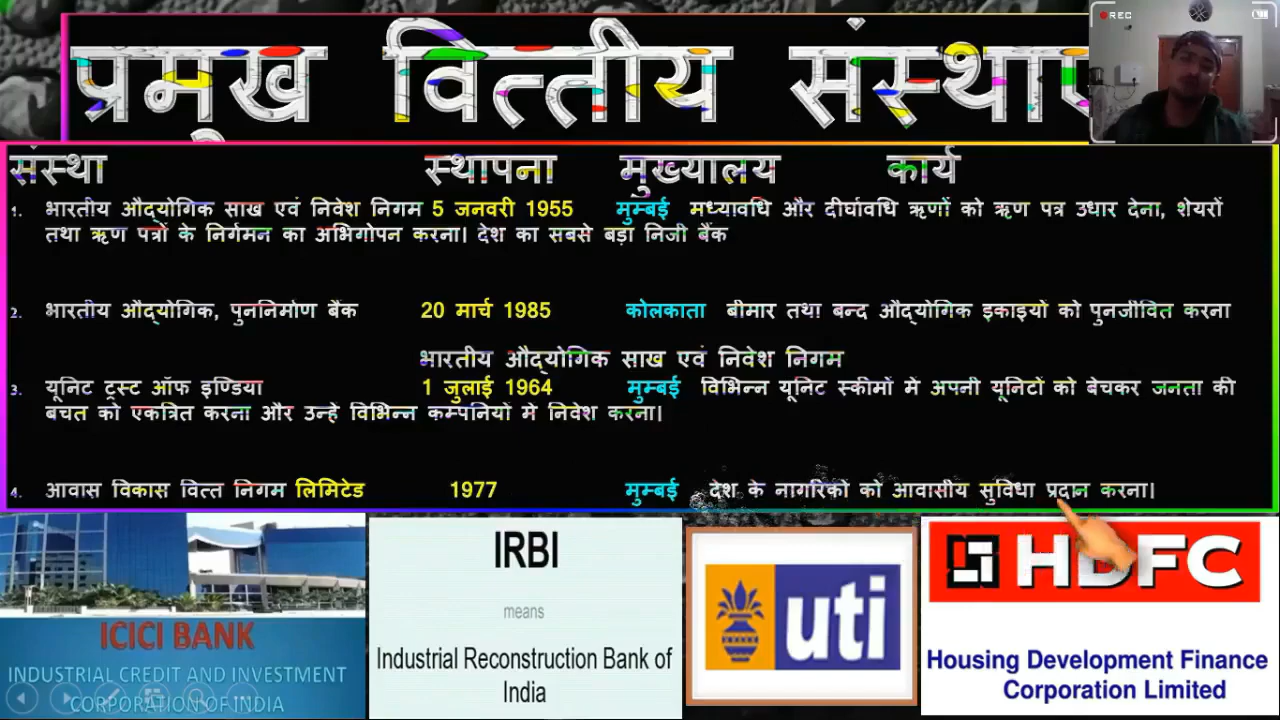 REC
प्रमुख वित्तीय
संस्था स्थापना मुख्यालय कार्य
1. भारतीय औद्योगिक साख एवं निवेश निगम 5 जनवरी 1955 मुम्बई मध्यावधि और दीर्घावधि ऋणों को ऋण पत्र उधार देना, शेयरों
तथा ऋण पत्रों के निर्गमन का अभिगोपन करना। देश का सबसे बड़ा निजी बैंक
2. भारतीय औद्योगिक, पुननिमोण बैंक 20 मार्च 1985 कोलकाता बीमार तथा बन्द औद्योगिक इकाइयों को पुनजीवित करना
भारतीय औद्योगिक साख एवं निवेश निगम
3. यूनिट ट्रस्ट ऑफ इण्डिया 1 जुलाई 1964 मुम्बई विभिन्न यूनिट स्कीमों में अपनी यूनिटों को बेचकर जनता की
बचत को एकत्रित करना और उन्हे विभिन्न कम्पनियों मे निवेश करना।
4. आवास विकास वित्त निगम लिमिटेड 1977 मुम्बई देश के नागरिकों को आवासीय सुविधा प्रदान करना।
ICICI BANK
INDUSTRIAL CREDIT AND INVESTMENT
CORPORATION OF INDIA
IRBI
means
Industrial Reconstruction Bank of
India
uti
HDFC
Housing Development Finance
Corporation Limited